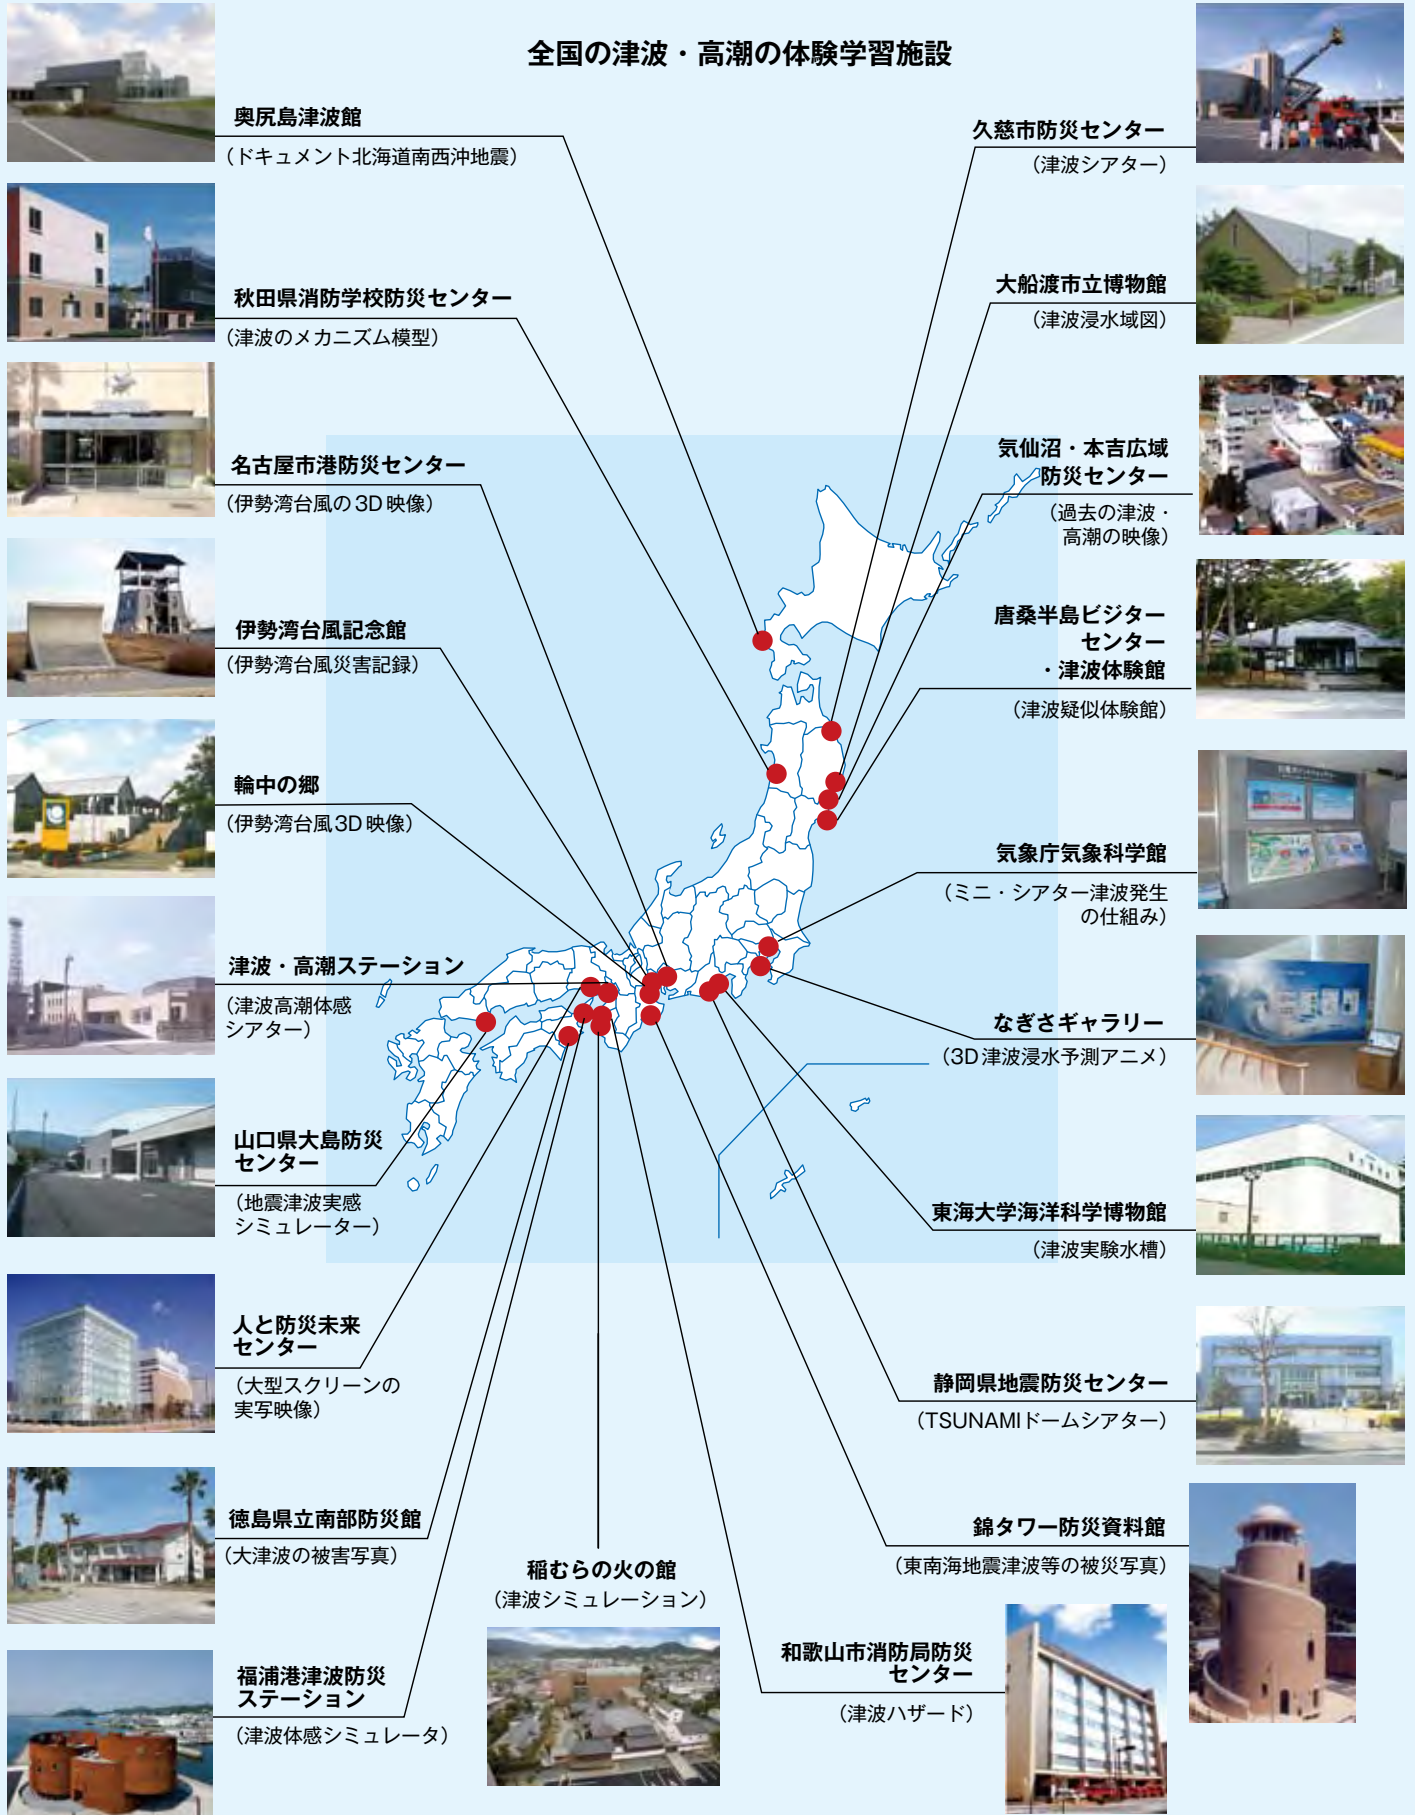 全国の津波・高潮の体験学習施設
奥尻島津波館
（ドキュメント北海道南西沖地震）
秋田県消防学校防災センター
（津波のメカニズム模型）
名古屋市港防災センター
（伊勢湾台風の3D映像）
伊勢湾台風記念館
（伊勢湾台風災害記録）
輪中の郷
（伊勢湾台風3D映像）
津波・高潮ステーション
（津波高潮体感
シアター）
山口県大島防災
センター
（地震津波実感
シミュレーター）
人と防災未来
センター
（大型スクリーンの
実写映像）
徳島県立南部防災館
（大津波の被害写真）
福浦港津波防災
ステーション
（津波体感シミュレータ）
稲むらの火の館
（津波シミュレーション）
久慈市防災センター
（津波シアター）
大船渡市立博物館
（津波浸水域図）
気仙沼・本吉広域
防災センター
（過去の津波・
高潮の映像）
唐桑半島ビジター
センター
・津波体験館
（津波疑似体験館）
気象庁気象科学館
（ミニ・シアター津波発生
の仕組み）
なぎさギャラリー
（3D津波浸水予測アニメ）
東海大学海洋科学博物館
（津波実験水槽）
静岡県地震防災センター
（TSUNAMIドームシアター）
錦タワー防災資料館
（東南海地震津波等の被災写真）
和歌山市消防局防災
センター
（津波ハザード）